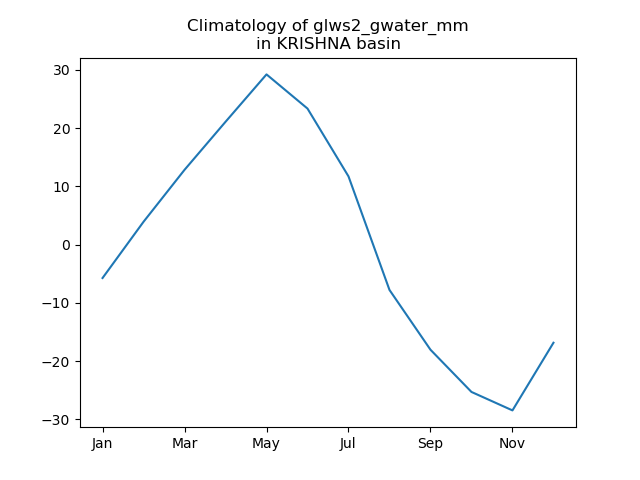 Climatology of glws2_gwater_mm
in KRISHNA basin
30
20
10
0
−10
−20
−30
Jan
Mar
May
Jul
Sep
Nov